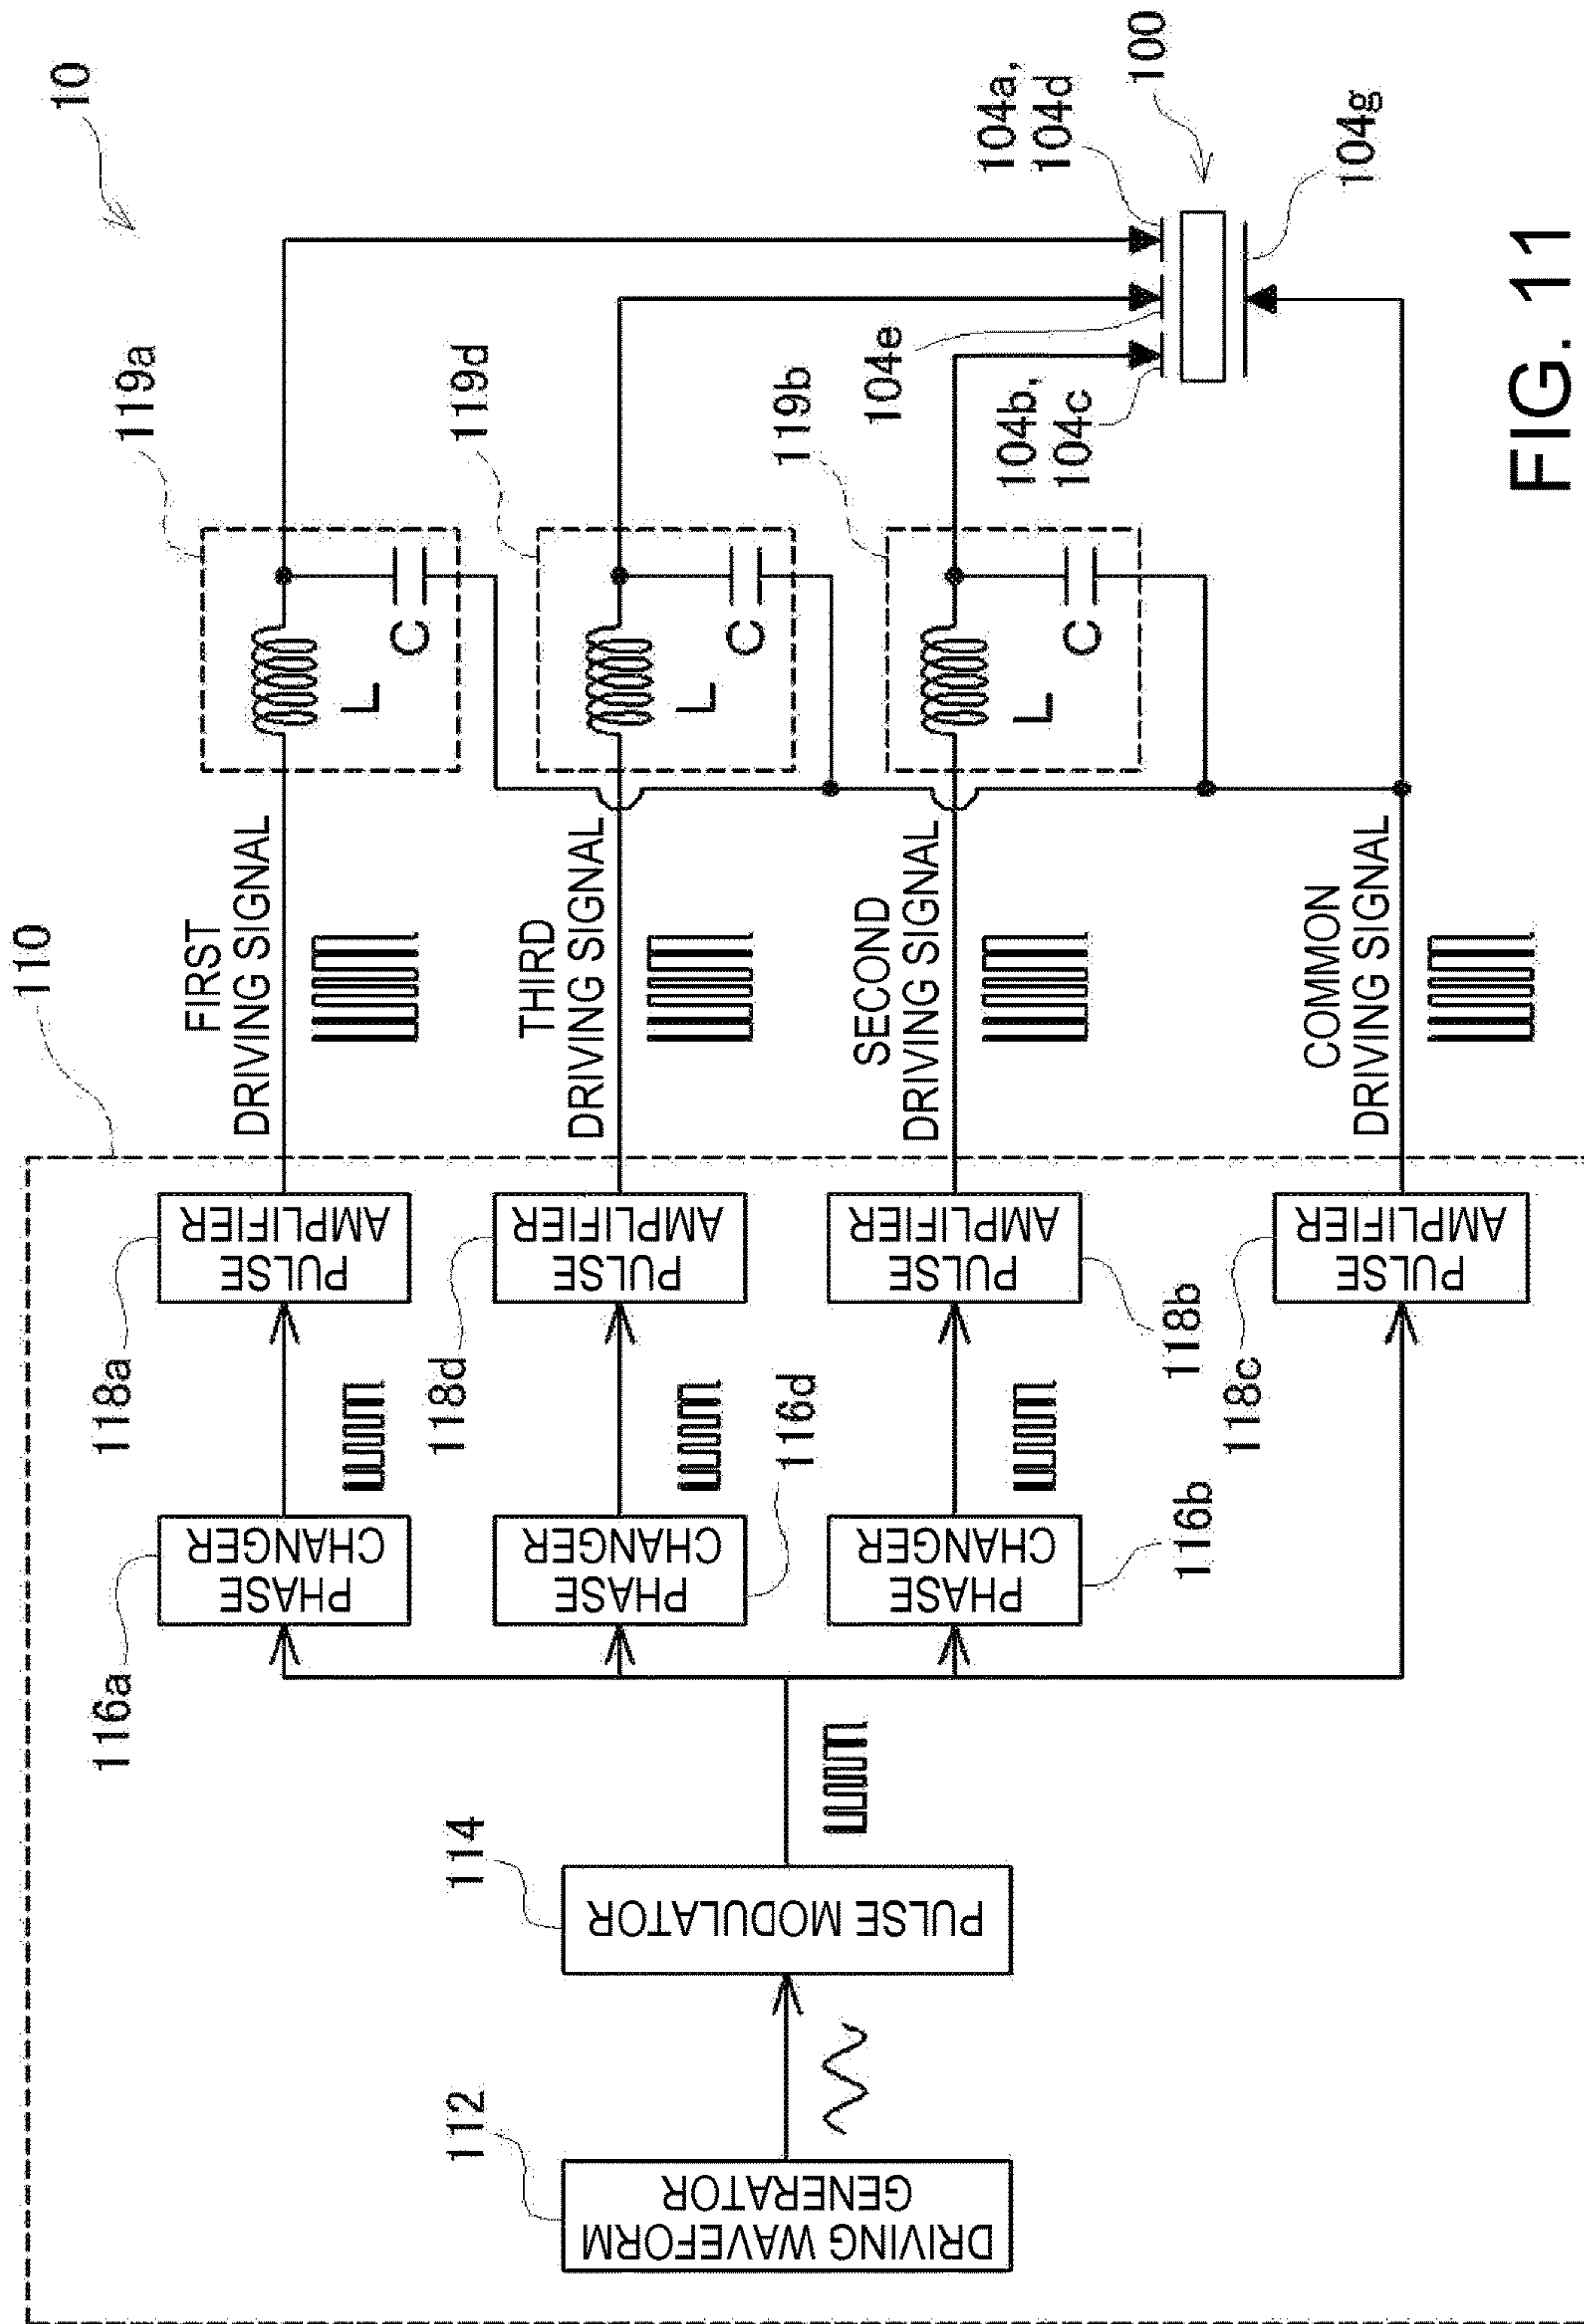 10
110
119a
119d
119b
FIRST
DRIVING SIGNAL
THIRD
DRIVING SIGNAL
SECOND
DRIVING SIGNAL
COMMON
DRIVING SIGNAL
L
C
L
C
L
C
104a,
104d
100
104g
104e
104b,
104c
118a
PULSE
AMPLIFIER
118d
PULSE
AMPLIFIER
118b
PULSE
AMPLIFIER
118c
PULSE
AMPLIFIER
116a
PHASE
CHANGER
116d
PHASE
CHANGER
116b
PHASE
CHANGER
114
PULSE MODULATOR
112
DRIVING WAVEFORM
GENERATOR
FIG. 11